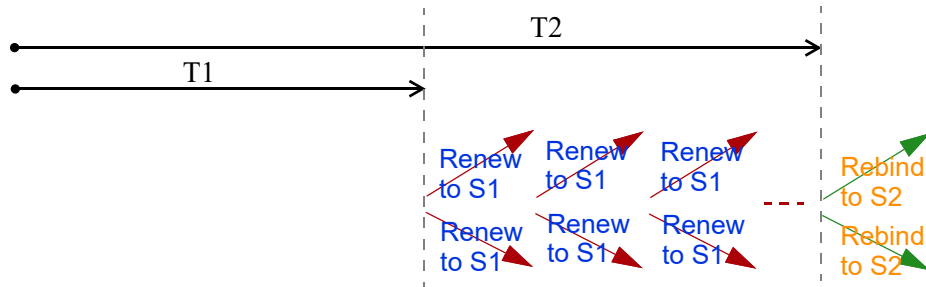 T2
T1
Renew
to S1
Renew
to S1
Renew
to S1
Rebind
to S2
Renew
to S1
Renew
to S1
Renew
to S1
Rebind
to S2